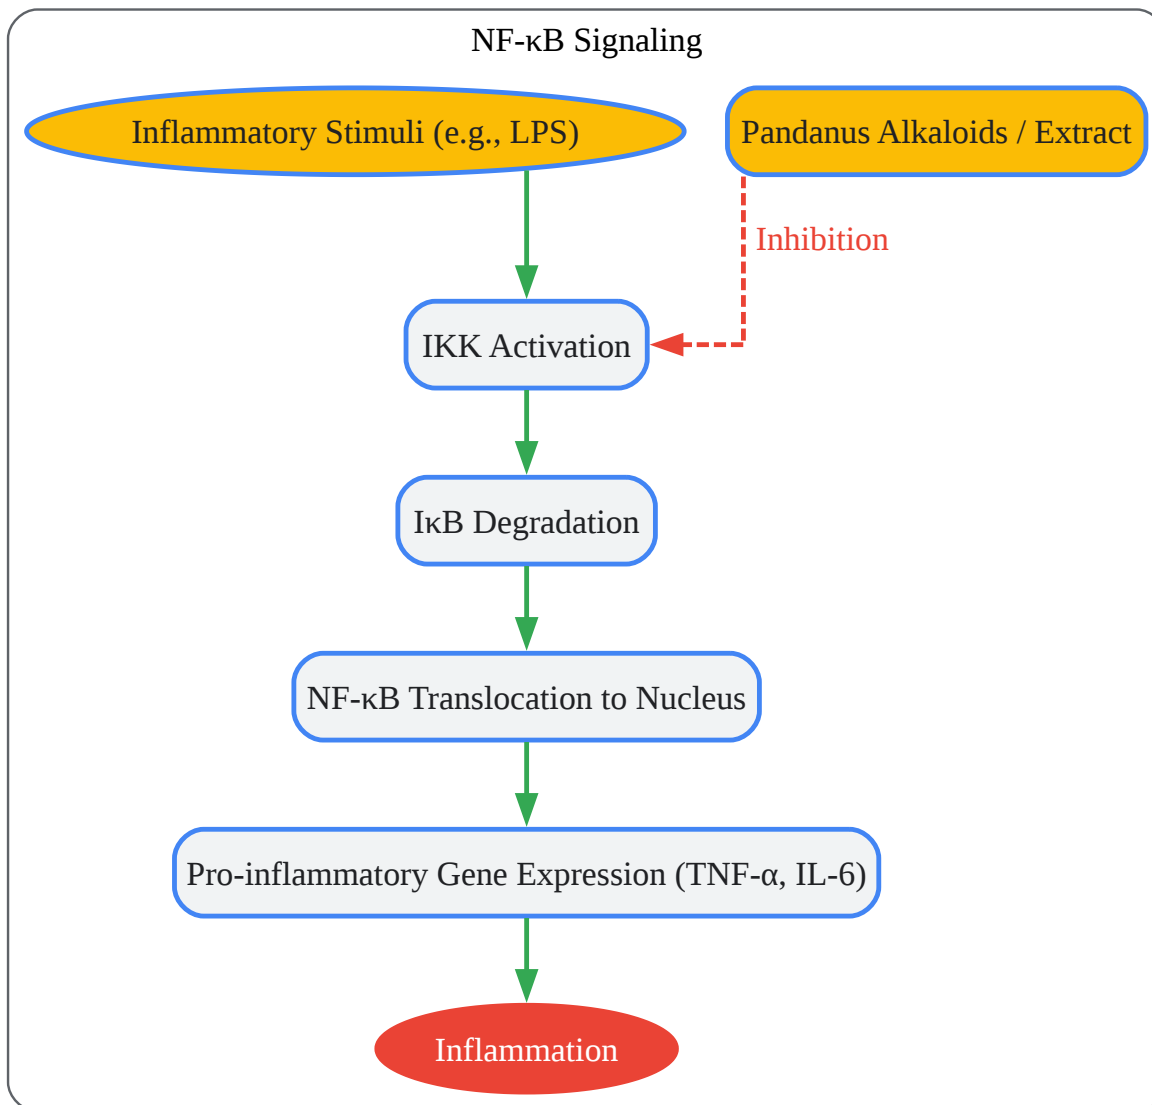 NF-κB Signaling
Inflammatory Stimuli (e.g., LPS)
Pandanus Alkaloids / Extract
Inhibition
IKK Activation
IκB Degradation
NF-κB Translocation to Nucleus
Pro-inflammatory Gene Expression (TNF-α, IL-6)
Inflammation